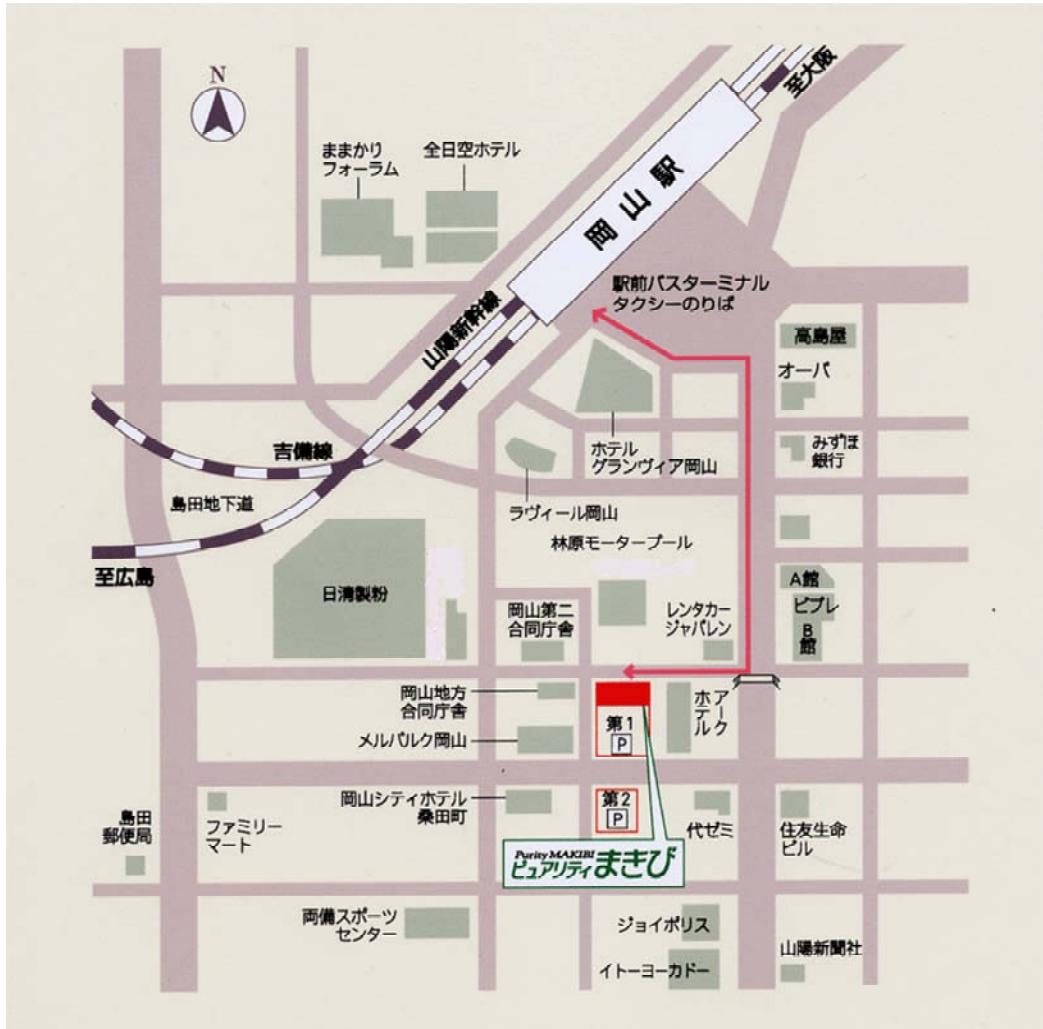 N
至大阪
ままかり
フォーラム
全日空ホテル
岡山駅
駅前バスターミナル
タクシーのりば
山陽新幹線
高島屋
オーパ
吉備線
ホテル
グランヴィア岡山
みずほ
銀行
島田地下道
ラヴィール岡山
林原モータープール
至広島
日清製粉
A館
ビブレ
B館
岡山第二
合同庁舎
レンタカー
ジャパレン
岡山地方
合同庁舎
アーク
ホテル
第1
P
メルパルク岡山
岡山シティホテル
桑田町
第2
P
島田
郵便局
ファミリー
マート
代ゼミ
住友生命
ビル
Purity MAKIBI
ピュアリティまきび
両備スポーツ
センター
ジョイポリス
イトーヨーカドー
山陽新聞社